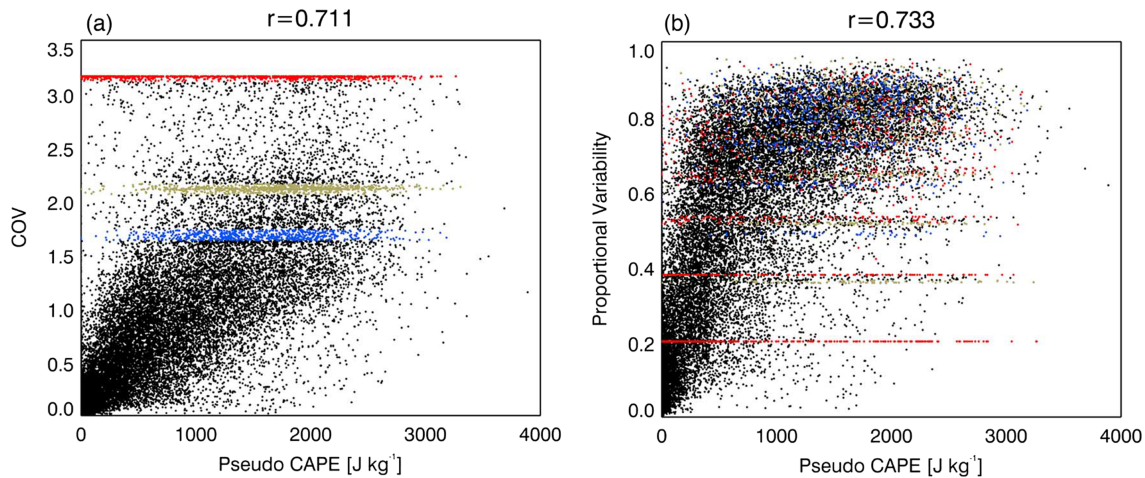 (a)
r=0.711
3.5
3.0
2.5
2.0
1.5
1.0
0.5
0.0
COV
0 1000 2000 3000 4000
Pseudo CAPE [J kg⁻¹]
(b)
r=0.733
1.0
0.8
0.6
0.4
0.2
0.0
Proportional Variability
0 1000 2000 3000 4000
Pseudo CAPE [J kg⁻¹]